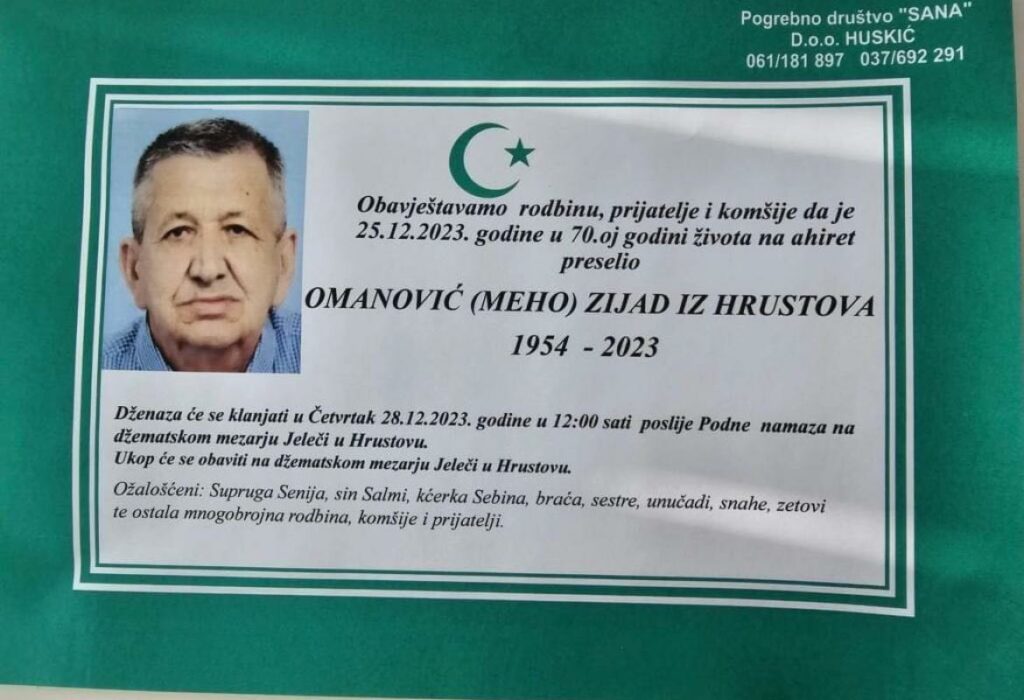 Pogrebno društvo "SANA"
D.o.o. HUSKIĆ
061/181 897 037/692 291
Obavještavamo rodbinu, prijatelje i komšije da je
25.12.2023. godine u 70.oj godini života na ahiret
preselio
OMANOVIĆ (MEHO) ZIJAD IZ HRUSTOVA
1954 - 2023
Dženaza će se klanjati u Četvrtak 28.12.2023. godine u 12:00 sati poslije Podne namaza na
džematskom mezarju Jeleči u Hrustovu.
Ukop će se obaviti na džematskom mezarju Jeleči u Hrustovu.
Ožalošćeni: Supruga Senija, sin Salmi, kćerka Sebina, braća, sestre, unučadi, snahe, zetovi
te ostala mnogobrojna rodbina, komšije i prijatelji.